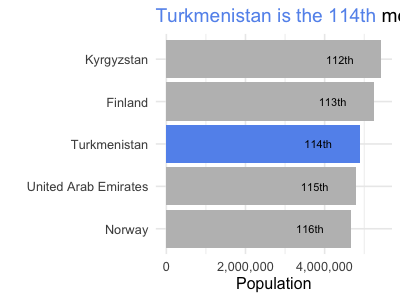 Turkmenistan is the 114th
Kyrgyzstan 112th
Finland 113th
Turkmenistan 114th
United Arab Emirates 115th
Norway 116th
0 2,000,000 4,000,000
Population